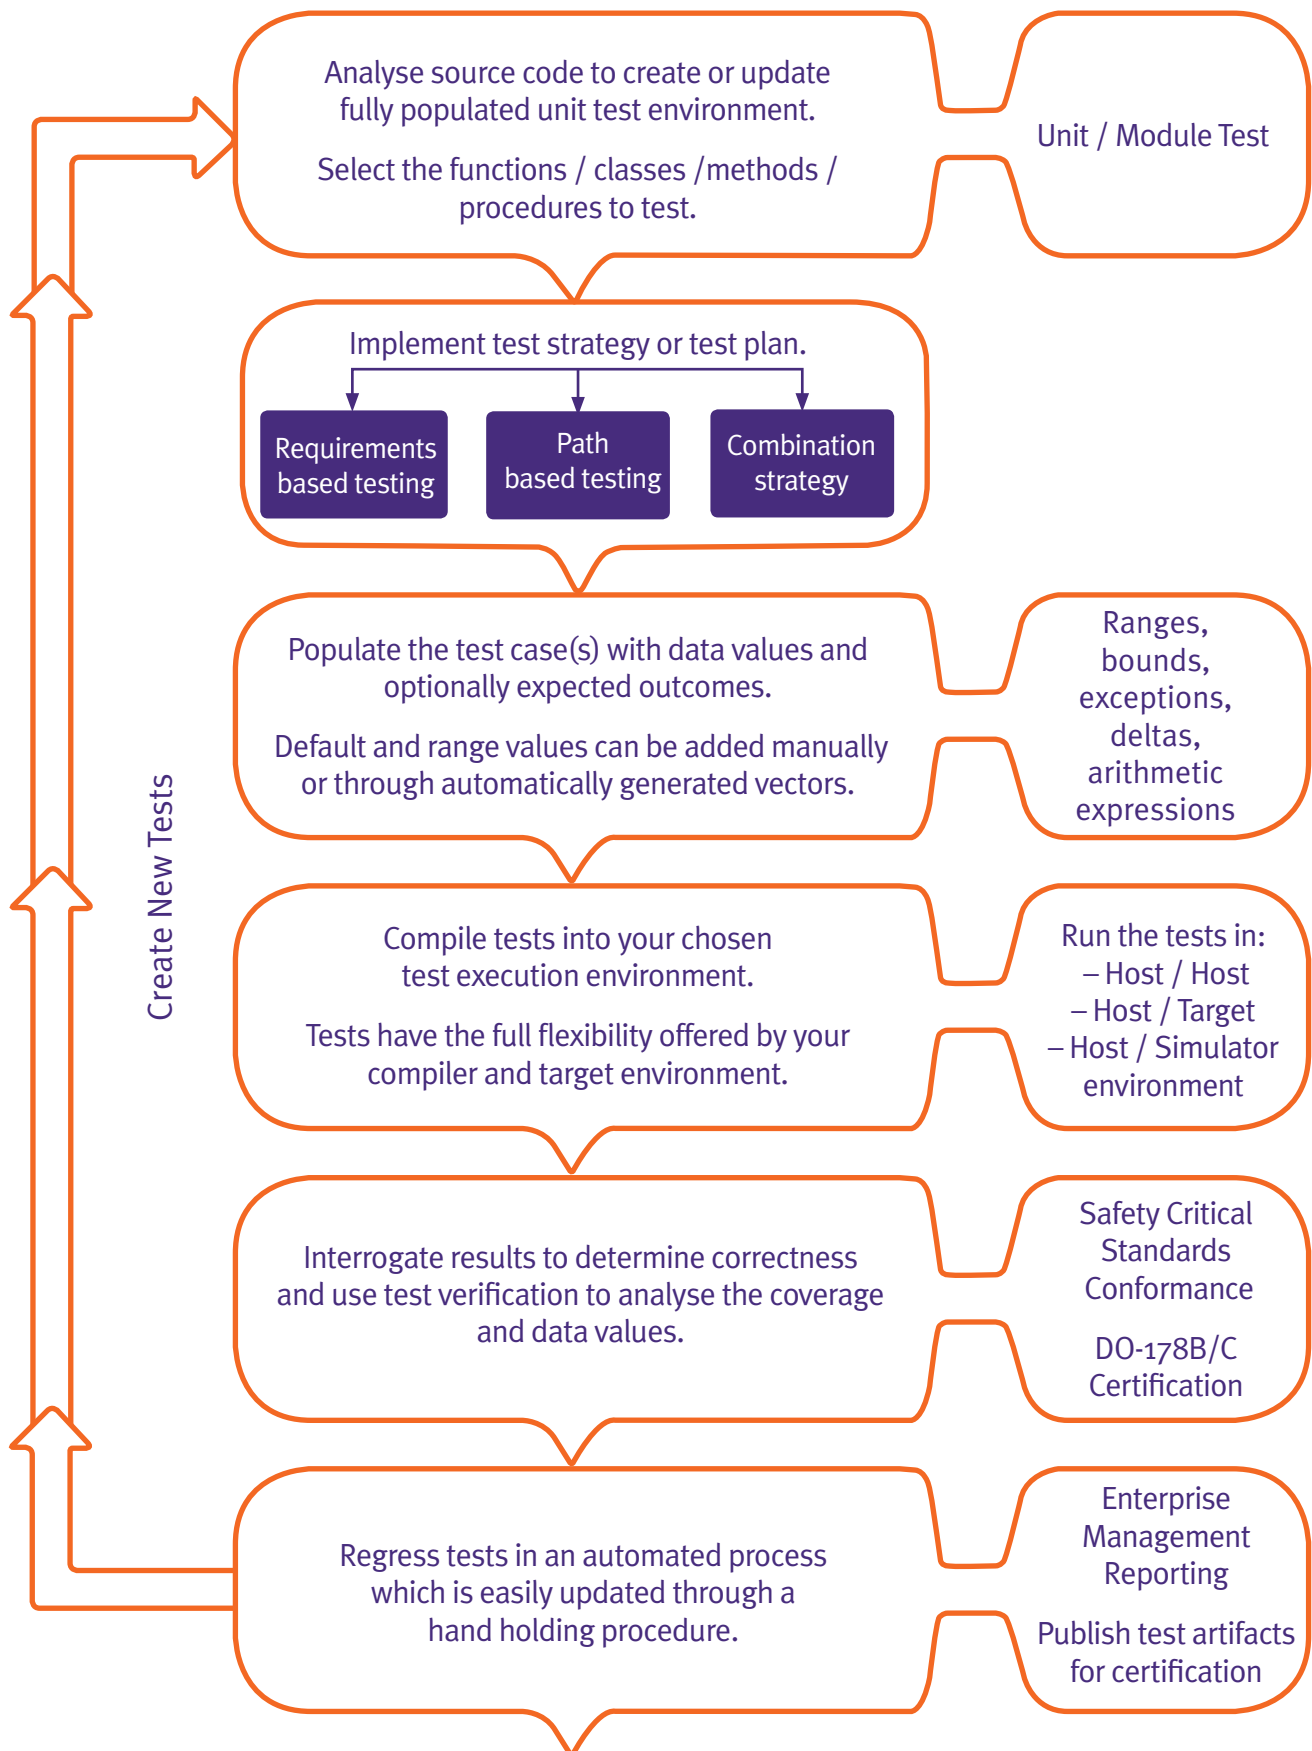 Analyse source code to create or update
fully populated unit test environment.
Select the functions / classes /methods /
procedures to test.
Unit / Module Test
Implement test strategy or test plan.
Requirements
based testing
Path
based testing
Combination
strategy
Populate the test case(s) with data values and
optionally expected outcomes.
Default and range values can be added manually
or through automatically generated vectors.
Ranges,
bounds,
exceptions,
deltas,
arithmetic
expressions
Create New Tests
Compile tests into your chosen
test execution environment.
Tests have the full flexibility offered by your
compiler and target environment.
Run the tests in:
– Host / Host
– Host / Target
– Host / Simulator
environment
Interrogate results to determine correctness
and use test verification to analyse the coverage
and data values.
Safety Critical
Standards
Conformance
DO-178B/C
Certification
Regress tests in an automated process
which is easily updated through a
hand holding procedure.
Enterprise
Management
Reporting
Publish test artifacts
for certification